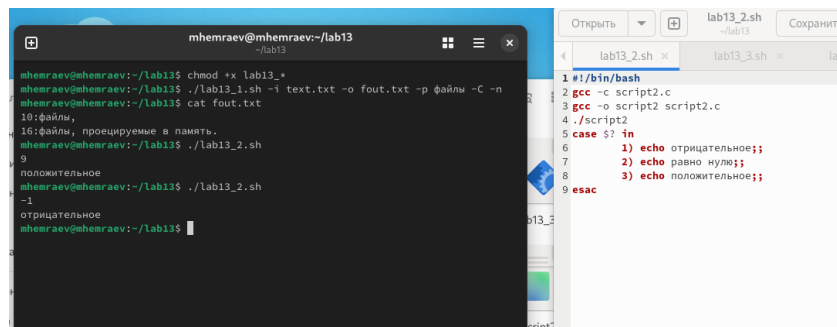 mhemraev@mhemraev:~/lab13
~/lab13
mhemraev@mhemraev:~/lab13$ chmod +x lab13_*
mhemraev@mhemraev:~/lab13$ ./lab13_1.sh -i text.txt -o fout.txt -p файлы -C -n
mhemraev@mhemraev:~/lab13$ cat fout.txt
10:файлы,
16:файлы, проецируемые в память.
mhemraev@mhemraev:~/lab13$ ./lab13_2.sh
9
положительное
mhemraev@mhemraev:~/lab13$ ./lab13_2.sh
-1
отрицательное
mhemraev@mhemraev:~/lab13$
Открыть
lab13_2.sh
~/lab13
Сохранит
lab13_2.sh
lab13_3.sh
1 #!/bin/bash
2 gcc -c script2.c
3 gcc -o script2 script2.c
4 ./script2
5 case $? in
6 1) echo отрицательное;;
7 2) echo равно нулю;;
8 3) echo положительное;;
9 esac